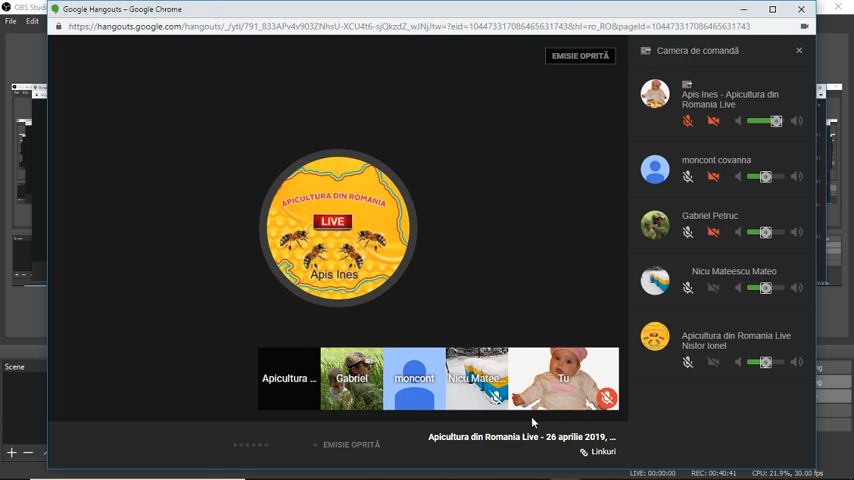 OBS Stud
Google Hangouts – Google Chrome
https://hangouts.google.com/hangouts/_/ytl/791_833APv4v903ZNhsU-XCU4t6-sjQkzdZ_wJNjJtw=?eid=104473317086465631743&hl=ro_RO&pageId=104473317086465631743
File Edit
EMISIE OPRITĂ
Camera de comandă
Apis Ines - Apicultura din
Romania Live
moncont covanna
Gabriel Petruc
Nicu Mateescu Mateo
Apicultura din Romania Live
Nistor Ionel
APICULTURA DIN ROMANIA
LIVE
Apis Ines
Apicultura ...
Gabriel
moncont
Nicu Matee...
Tu
Scene
EMISIE OPRITĂ
Apicultura din Romania Live - 26 aprilie 2019, ...
Linkuri
LIVE: 00:00:00 REC: 00:40:41 CPU: 21.9%, 30.00 fps